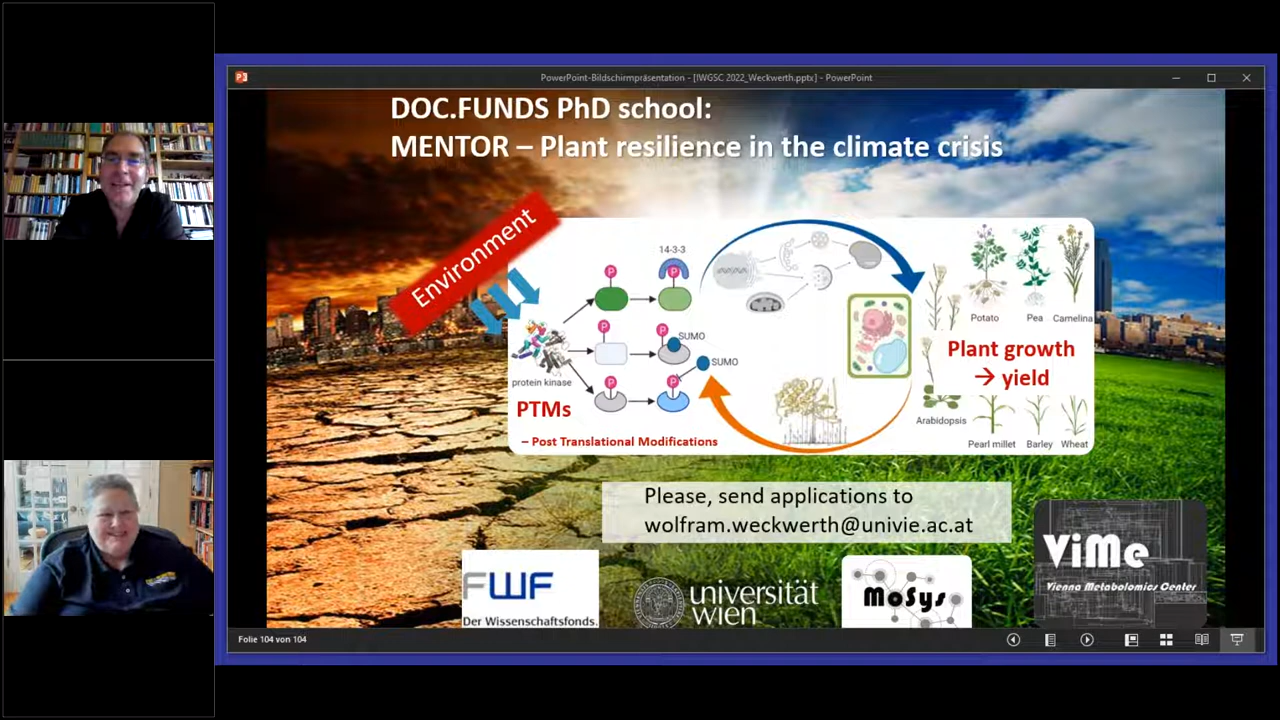 PowerPoint-Bildschirmpräsentation - [IWGSC 2022_Weckwerth.pptx] - PowerPoint
DOC.FUNDS PhD school:
MENTOR – Plant resilience in the climate crisis
Environment
14-3-3
P
P
P
P
SUMO
SUMO
P
P
protein kinase
PTMs
– Post Translational Modifications
Potato
Pea
Camelina
Plant growth
→ yield
Arabidopsis
Pearl millet
Barley
Wheat
Please, send applications to
wolfram.weckwerth@univie.ac.at
FWF
Der Wissenschaftsfonds.
universität
wien
MoSys
ViMe
Vienna Metabolomics Center
Folie 104 von 104